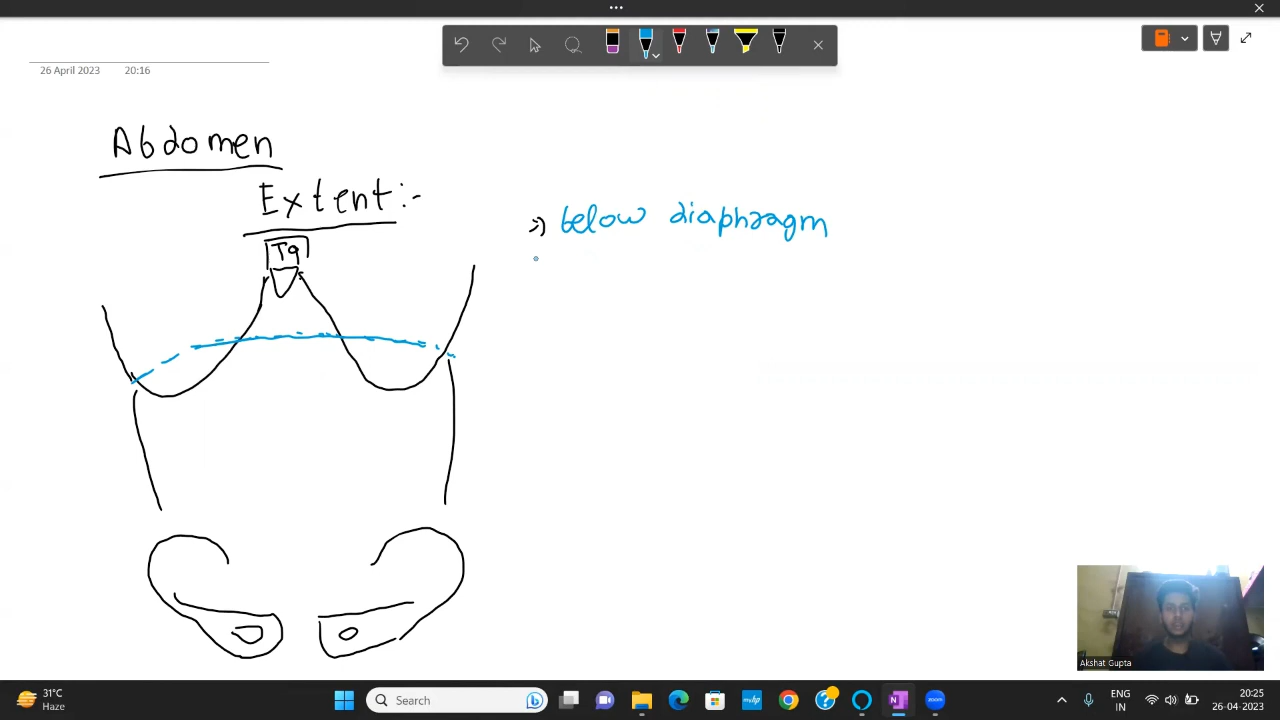 26 April 2023 20:16
Abdomen
Extent:-
T9
=) below diaphragm
Akshat Gupta
31°C
Haze
Search
ENG
IN
20:25
26-04-2023